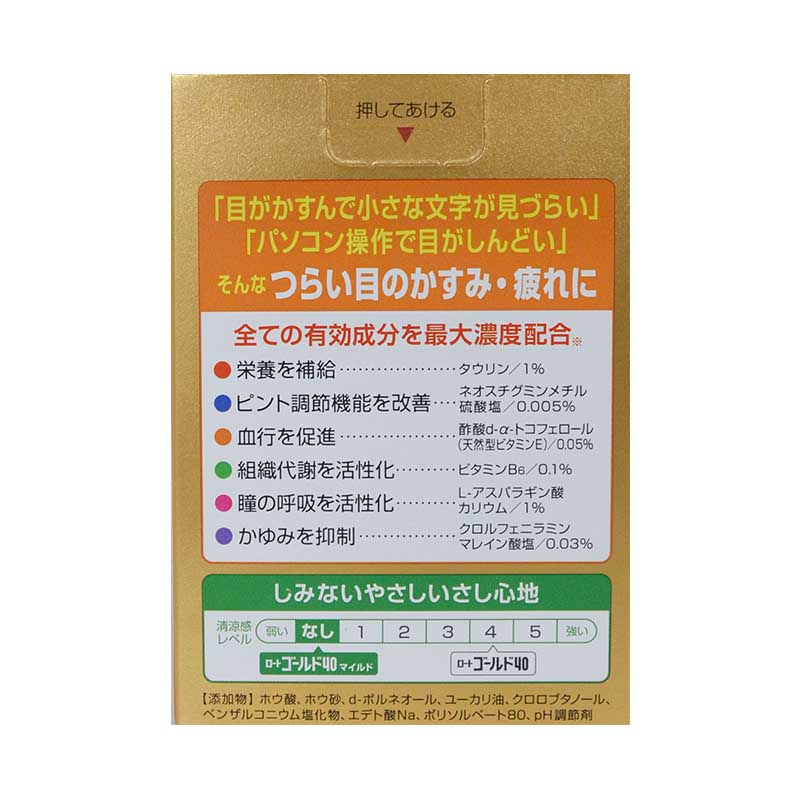 押してあける
「目がかすんで小さな文字が見づらい」
「パソコン操作で目がしんどい」
そんな つらい目のかすみ・疲れに
全ての有効成分を最大濃度配合※
栄養を補給 タウリン/1%
ピント調節機能を改善 ネオスチグミンメチル
硫酸塩/0.005%
血行を促進 酢酸d-α-トコフェロール
(天然型ビタミンE)/0.05%
組織代謝を活性化 ビタミンB6/0.1%
瞳の呼吸を活性化 L-アスパラギン酸
カリウム/1%
かゆみを抑制 クロルフェニラミン
マレイン酸塩/0.03%
しみないやさしいさし心地
清涼感
レベル
弱い なし 1 2 3 4 5 強い
ロートゴールド40マイルド ロートゴールド40
【添加物】ホウ酸、ホウ砂、d-ボルネオール、ユーカリ油、クロロブタノール、
ベンザルコニウム塩化物、エデト酸Na、ポリソルベート80、pH調節剤